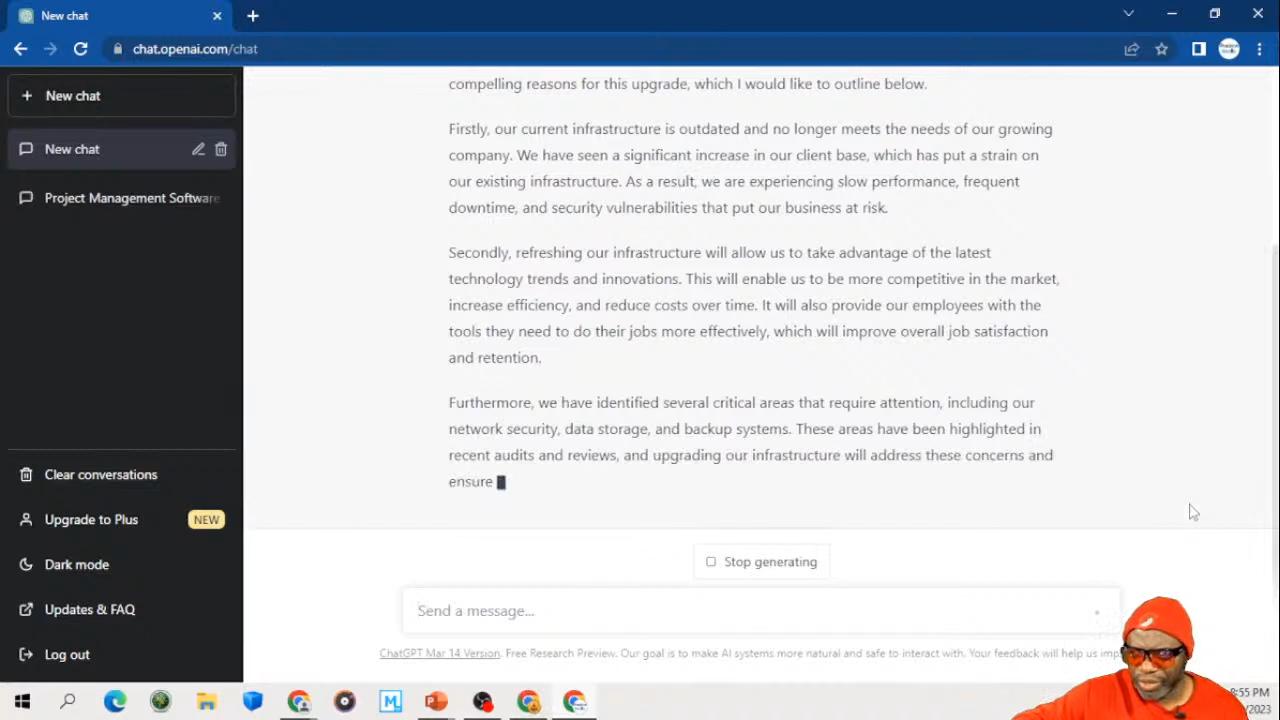 New chat
chat.openai.com/chat
New chat
New chat
Project Management Software
Clear conversations
Upgrade to Plus NEW
Dark mode
Updates & FAQ
Log out
compelling reasons for this upgrade, which I would like to outline below.
Firstly, our current infrastructure is outdated and no longer meets the needs of our growing
company. We have seen a significant increase in our client base, which has put a strain on
our existing infrastructure. As a result, we are experiencing slow performance, frequent
downtime, and security vulnerabilities that put our business at risk.
Secondly, refreshing our infrastructure will allow us to take advantage of the latest
technology trends and innovations. This will enable us to be more competitive in the market,
increase efficiency, and reduce costs over time. It will also provide our employees with the
tools they need to do their jobs more effectively, which will improve overall job satisfaction
and retention.
Furthermore, we have identified several critical areas that require attention, including our
network security, data storage, and backup systems. These areas have been highlighted in
recent audits and reviews, and upgrading our infrastructure will address these concerns and
ensure
Stop generating
Send a message...
ChatGPT Mar 14 Version. Free Research Preview. Our goal is to make AI systems more natural and safe to interact with. Your feedback will help us
8:55 PM
/2023